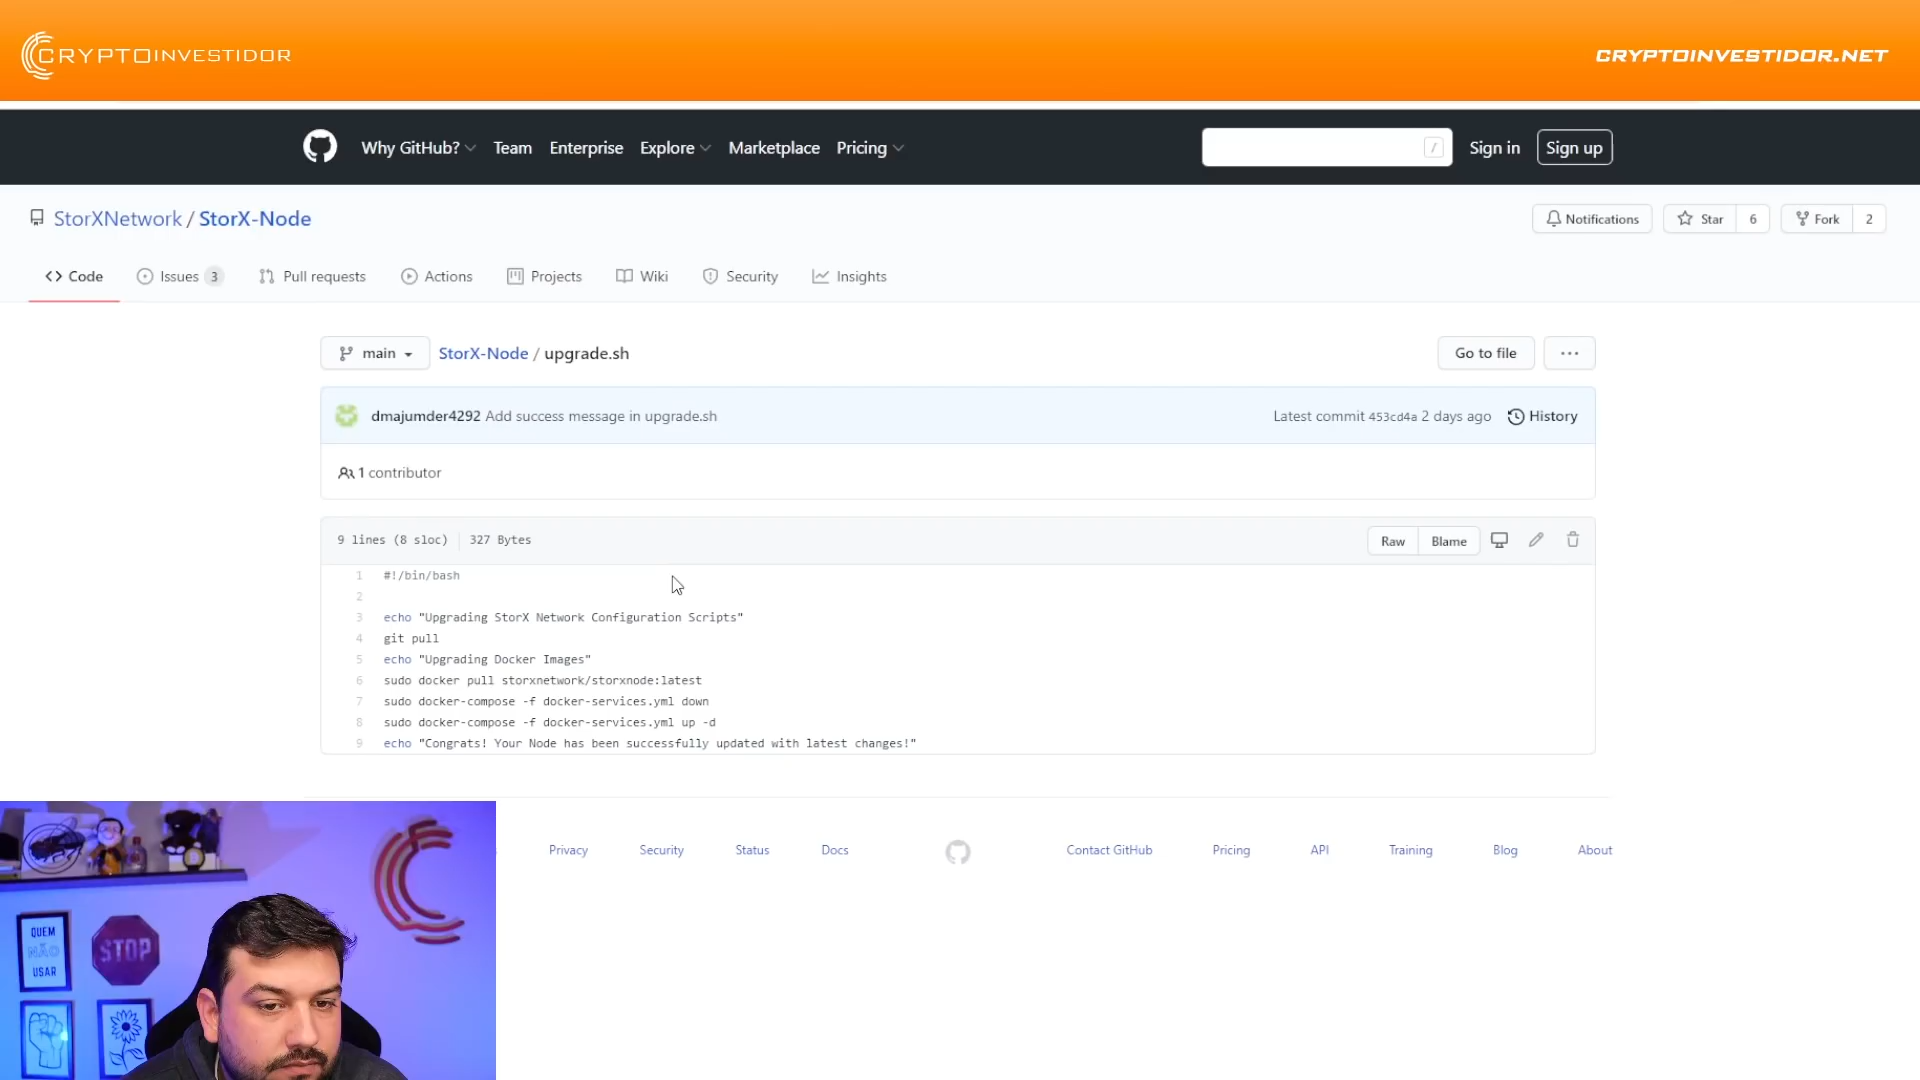 CRYPTOINVESTIDOR
CRYPTOINVESTIDOR.NET
Why GitHub? Team Enterprise Explore Marketplace Pricing / Sign in Sign up
StorXNetwork / StorX-Node Notifications Star 6 Fork 2
Code Issues 3 Pull requests Actions Projects Wiki Security Insights
main StorX-Node / upgrade.sh Go to file ...
dmajumder4292 Add success message in upgrade.sh Latest commit 453cd4a 2 days ago History
1 contributor
9 lines (8 sloc) 327 Bytes Raw Blame
1 #!/bin/bash
2
3 echo "Upgrading StorX Network Configuration Scripts"
4 git pull
5 echo "Upgrading Docker Images"
6 sudo docker pull storxnetwork/storxnode:latest
7 sudo docker-compose -f docker-services.yml down
8 sudo docker-compose -f docker-services.yml up -d
9 echo "Congrats! Your Node has been successfully updated with latest changes!"
Privacy Security Status Docs Contact GitHub Pricing API Training Blog About
QUEM
NÃO
USAR
STOP